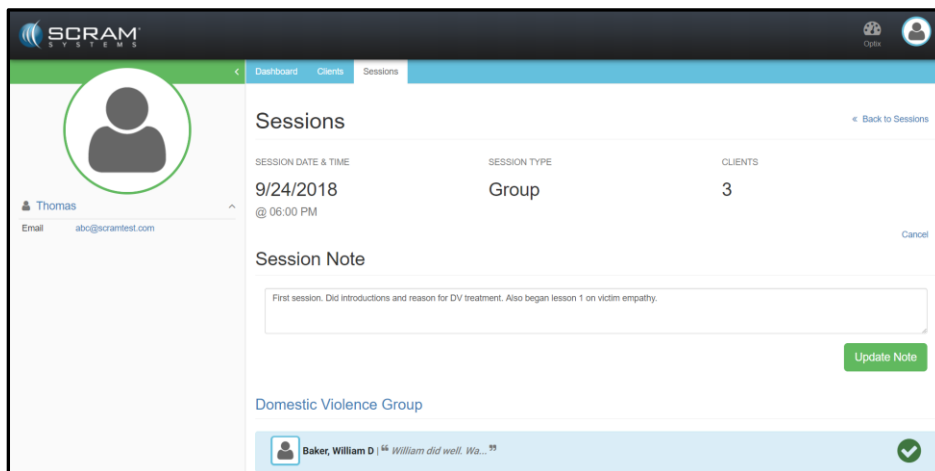 SCRAM
SYSTEMS
Optix
Dashboard Clients Sessions
Sessions
« Back to Sessions
SESSION DATE & TIME SESSION TYPE CLIENTS
9/24/2018 Group 3
@ 06:00 PM
Thomas
Email abc@scramtest.com
Cancel
Session Note
First session. Did introductions and reason for DV treatment. Also began lesson 1 on victim empathy.
Update Note
Domestic Violence Group
Baker, William D | “ William did well. Wa... ”